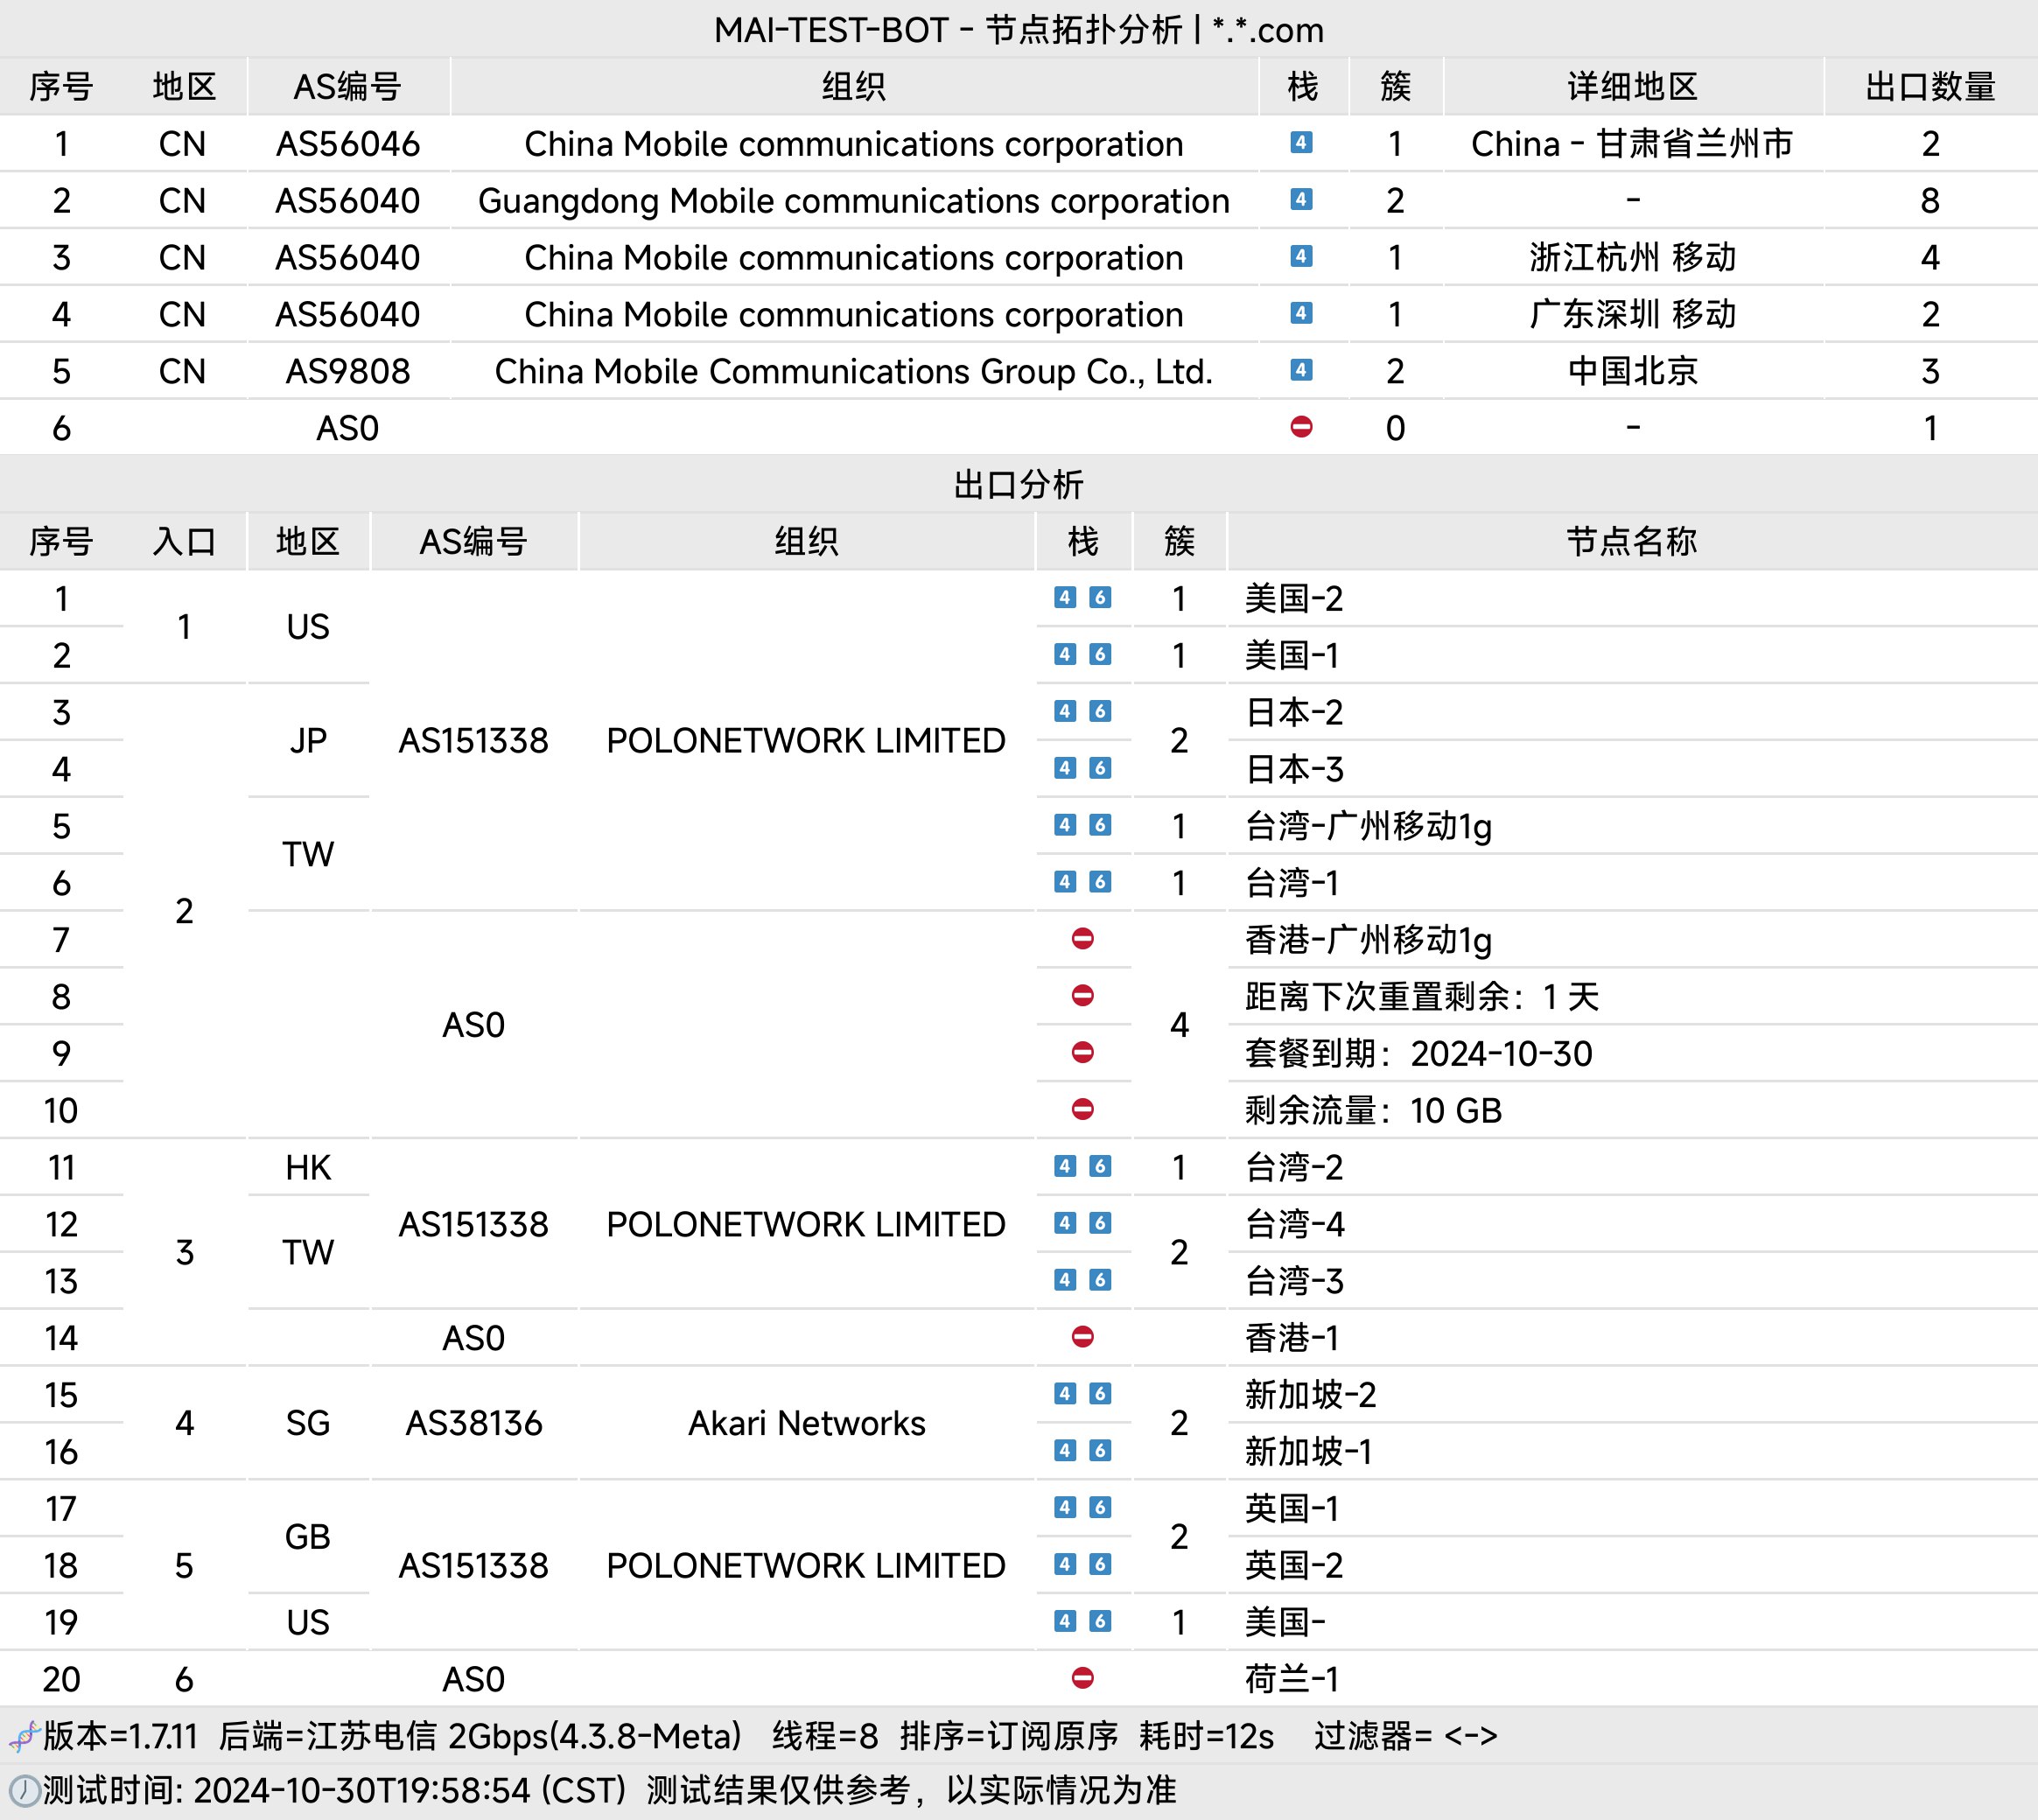 MAI-TEST-BOT - 节点拓扑分析 | *.*.com
序号 地区 AS编号 组织 栈 簇 详细地区 出口数量
1 CN AS56046 China Mobile communications corporation 4 1 China - 甘肃省兰州市 2
2 CN AS56040 Guangdong Mobile communications corporation 4 2 - 8
3 CN AS56040 China Mobile communications corporation 4 1 浙江杭州 移动 4
4 CN AS56040 China Mobile communications corporation 4 1 广东深圳 移动 2
5 CN AS9808 China Mobile Communications Group Co., Ltd. 4 2 中国北京 3
6 AS0 0 - 1
出口分析
序号 入口 地区 AS编号 组织 栈 簇 节点名称
1 1 US AS151338 POLONETWORK LIMITED 4 6 1 美国-2
2 4 6 1 美国-1
3 2 JP 4 6 2 日本-2
4 4 6 日本-3
5 TW 4 6 1 台湾-广州移动1g
6 4 6 1 台湾-1
7 AS0 4 香港-广州移动1g
8 距离下次重置剩余：1 天
9 套餐到期：2024-10-30
10 剩余流量：10 GB
11 3 HK AS151338 POLONETWORK LIMITED 4 6 1 台湾-2
12 TW 4 6 2 台湾-4
13 4 6 台湾-3
14 AS0 香港-1
15 4 SG AS38136 Akari Networks 4 6 2 新加坡-2
16 4 6 新加坡-1
17 5 GB AS151338 POLONETWORK LIMITED 4 6 2 英国-1
18 4 6 英国-2
19 US 4 6 1 美国-
20 6 AS0 荷兰-1
版本=1.7.11 后端=江苏电信 2Gbps(4.3.8-Meta) 线程=8 排序=订阅原序 耗时=12s 过滤器= <->
测试时间: 2024-10-30T19:58:54 (CST) 测试结果仅供参考，以实际情况为准